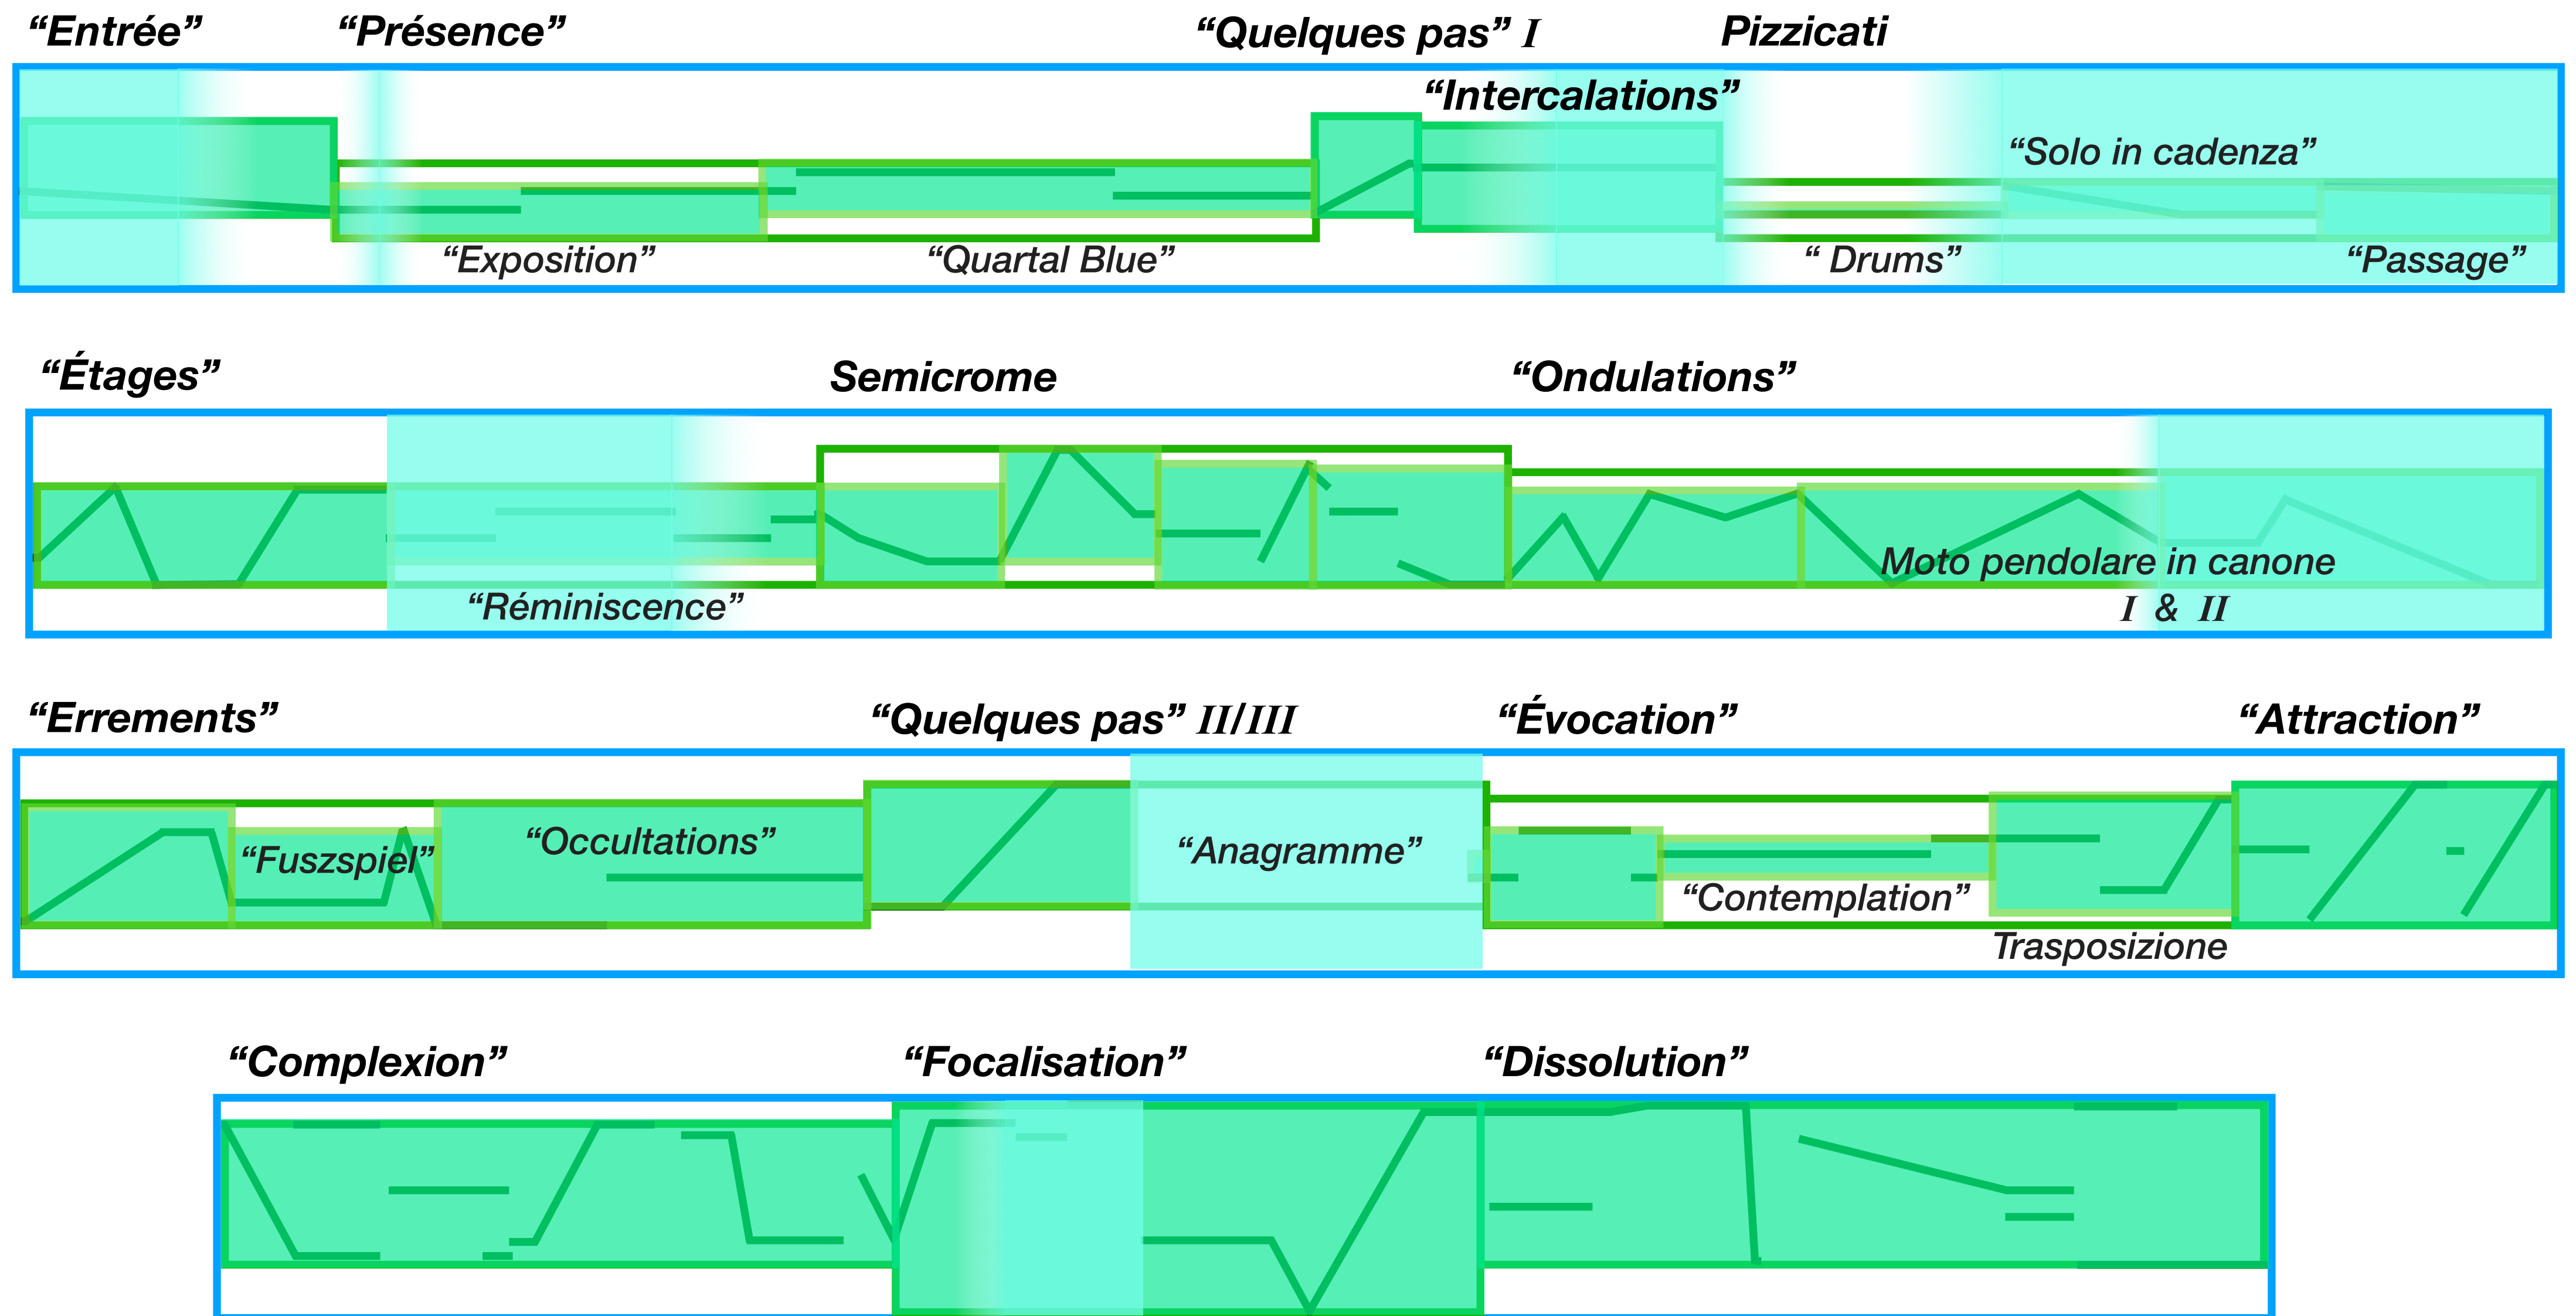 “Entrée” “Présence” “Quelques pas” I Pizzicati
“Intercalations”
“Solo in cadenza”
“Exposition” “Quartal Blue” “ Drums” “Passage”
“Étages” Semicrome “Ondulations”
Moto pendolare in canone
“Réminiscence” I & II
“Errements” “Quelques pas” II/III “Évocation” “Attraction”
“Fuszspiel” “Occultations” “Anagramme”
“Contemplation”
Trasposizione
“Complexion” “Focalisation” “Dissolution”